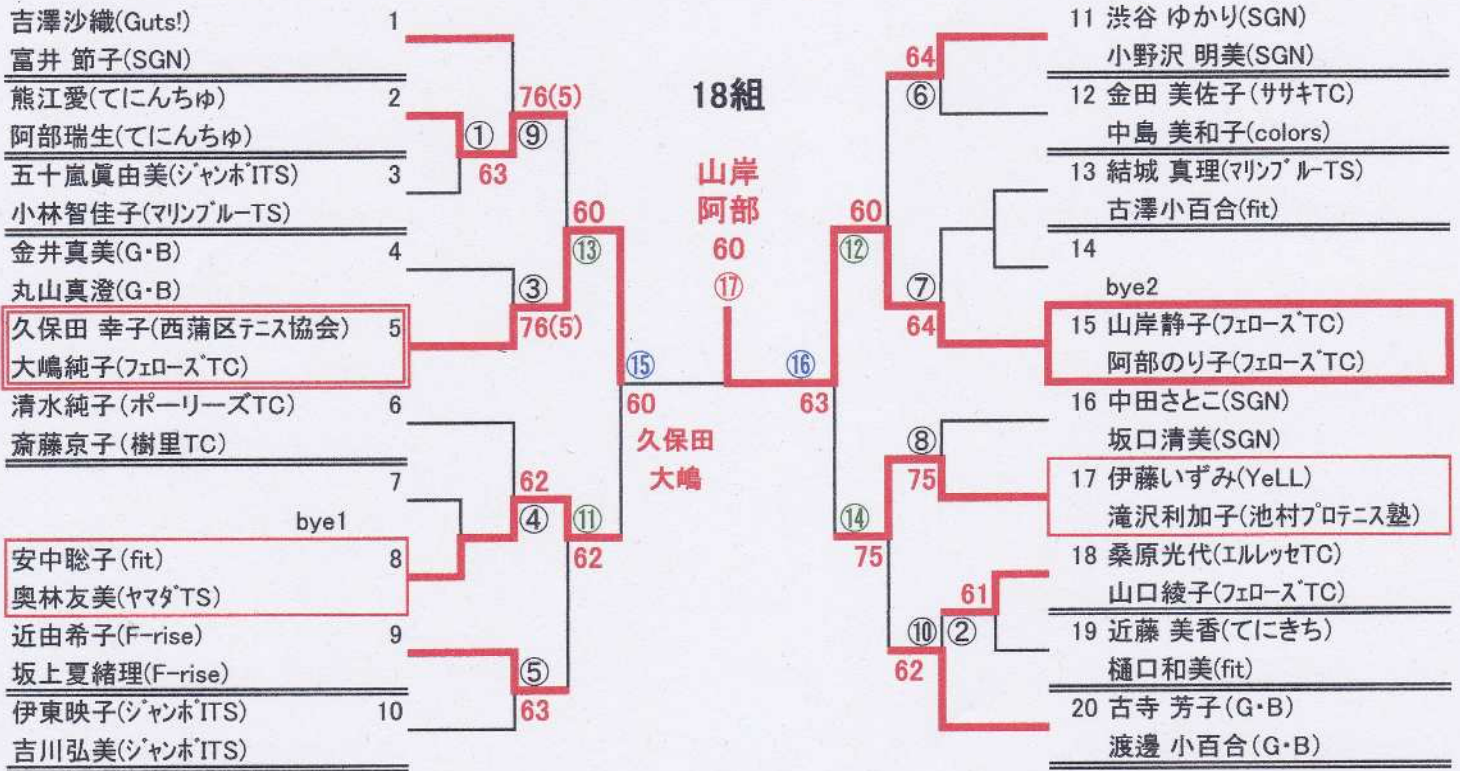 吉澤沙織(Guts!) 1
富井 節子(SGN)
熊江愛(てにんちゅ) 2
阿部瑞生(てにんちゅ)
五十嵐眞由美(ジャンボITS) 3
小林智佳子(マリンブルーTS)
金井真美(G・B) 4
丸山真澄(G・B)
久保田 幸子(西蒲区テニス協会) 5
大嶋純子(フェローズTC)
清水純子(ポーリーズTC) 6
斎藤京子(樹里TC)
7
bye1
安中聡子(fit) 8
奥林友美(ヤマダTS)
近由希子(F-rise) 9
坂上夏緒理(F-rise)
伊東映子(ジャンボITS) 10
吉川弘美(ジャンボITS)
76(5)
① ⑨
63
60
⑬
③
76(5)
⑮
60
久保田
大嶋
62
④ ⑪
62
⑤
63
18組
山岸
阿部
60
⑰
64
⑥
60
⑫
⑦
64
⑯
63
⑧
75
⑭
75
61
⑩ ②
62
11 渋谷 ゆかり(SGN)
小野沢 明美(SGN)
12 金田 美佐子(ササキTC)
中島 美和子(colors)
13 結城 真理(マリンブルーTS)
古澤小百合(fit)
14
bye2
15 山岸静子(フェローズTC)
阿部のり子(フェローズTC)
16 中田さとこ(SGN)
坂口清美(SGN)
17 伊藤いずみ(YeLL)
滝沢利加子(池村プロテニス塾)
18 桑原光代(エルレッセTC)
山口綾子(フェローズTC)
19 近藤 美香(てにきち)
樋口和美(fit)
20 古寺 芳子(G・B)
渡邊 小百合(G・B)